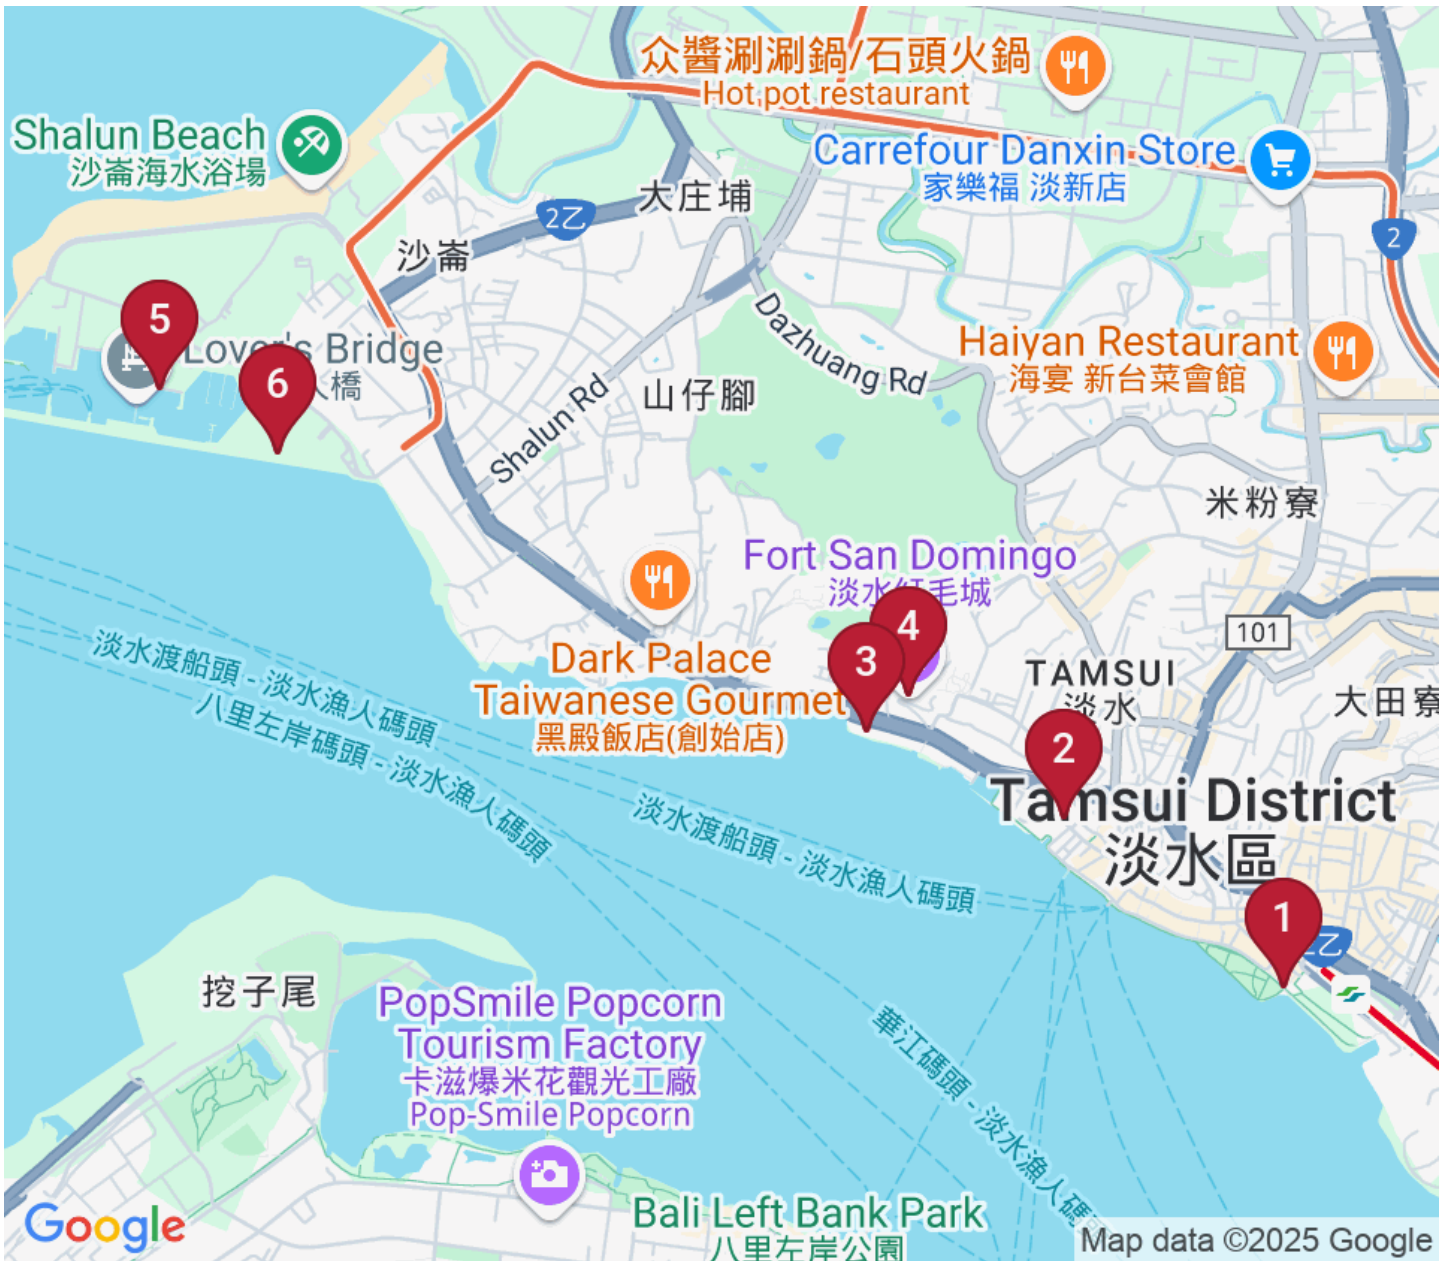 众醬涮涮鍋/石頭火鍋
Hot pot restaurant
Shalun Beach
沙崙海水浴場
Carrefour Danxin Store
家樂福 淡新店
大庄埔
2乙
2
沙崙
5
Lover's Bridge
橋
6
Dazhuang Rd
Haiyan Restaurant
海宴 新台菜會館
山仔腳
Shalun Rd
米粉寮
Fort San Domingo
淡水紅毛城
4
3
101
Dark Palace
Taiwanese Gourmet
黑殿飯店(創始店)
TAMSUI
淡水
大田寮
2
Tamsui District
淡水區
淡水渡船頭 - 淡水漁人碼頭
八里左岸碼頭 - 淡水漁人碼頭
淡水渡船頭 - 淡水漁人碼頭
1
乙
挖子尾
PopSmile Popcorn
Tourism Factory
卡滋爆米花觀光工廠
Pop-Smile Popcorn
華江碼頭 - 淡水漁人碼
Bali Left Bank Park
八里左岸公園
Google
Map data ©2025 Google